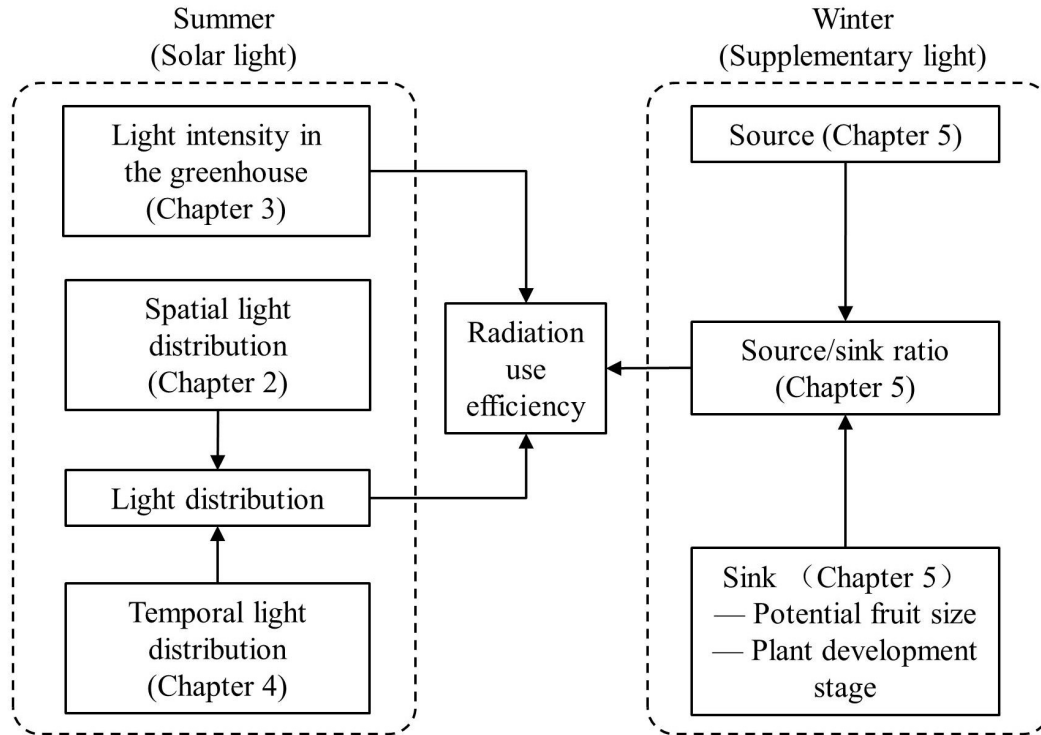 Summer
(Solar light)
Light intensity in
the greenhouse
(Chapter 3)
Spatial light
distribution
(Chapter 2)
Light distribution
Temporal light
distribution
(Chapter 4)
Radiation
use
efficiency
Winter
(Supplementary light)
Source (Chapter 5)
Source/sink ratio
(Chapter 5)
Sink （Chapter 5）
— Potential fruit size
— Plant development
stage